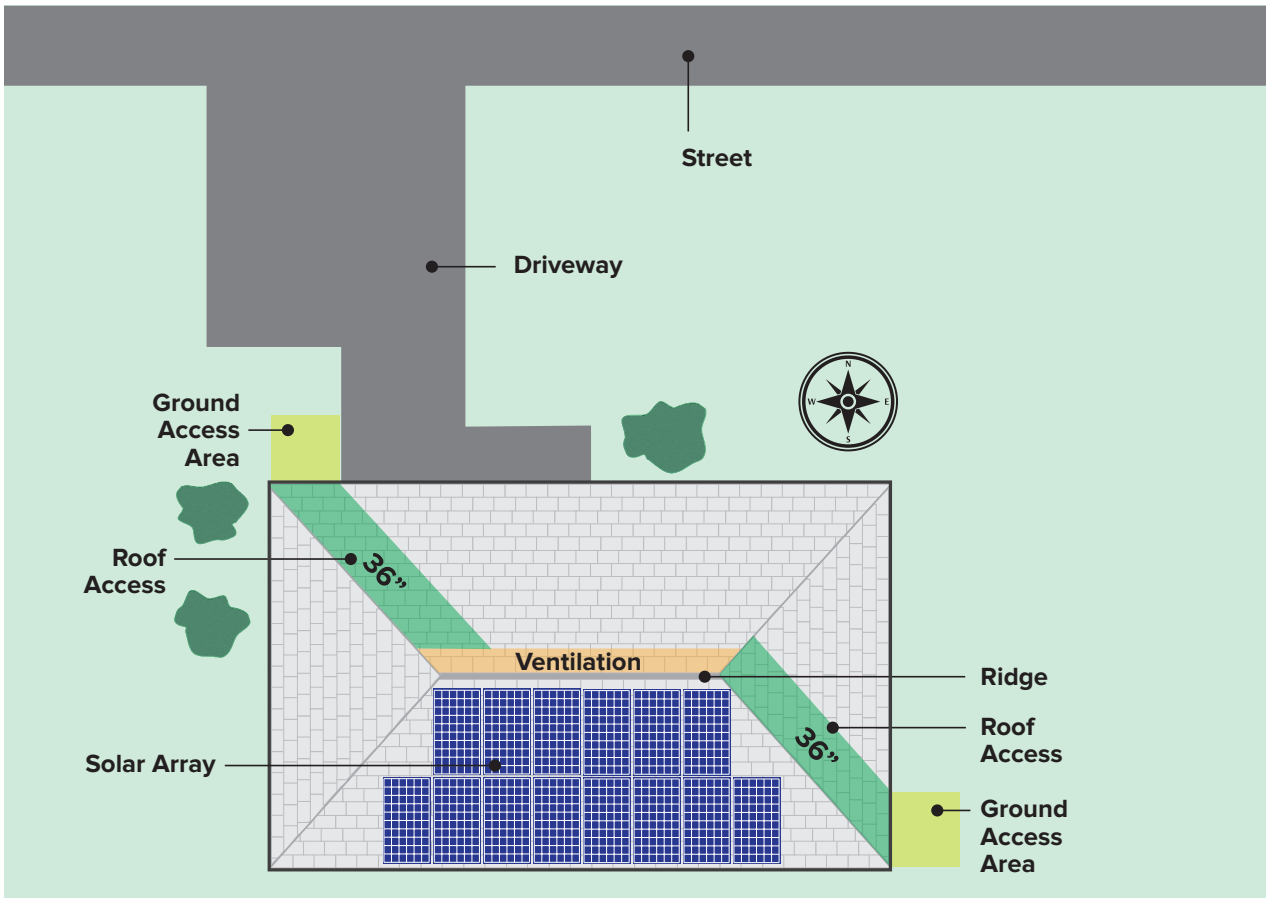 Street
Driveway
N
W E
S
Ground
Access
Area
Roof
Access
36”
Ventilation
Ridge
Roof
Access
36”
Solar Array
Ground
Access
Area